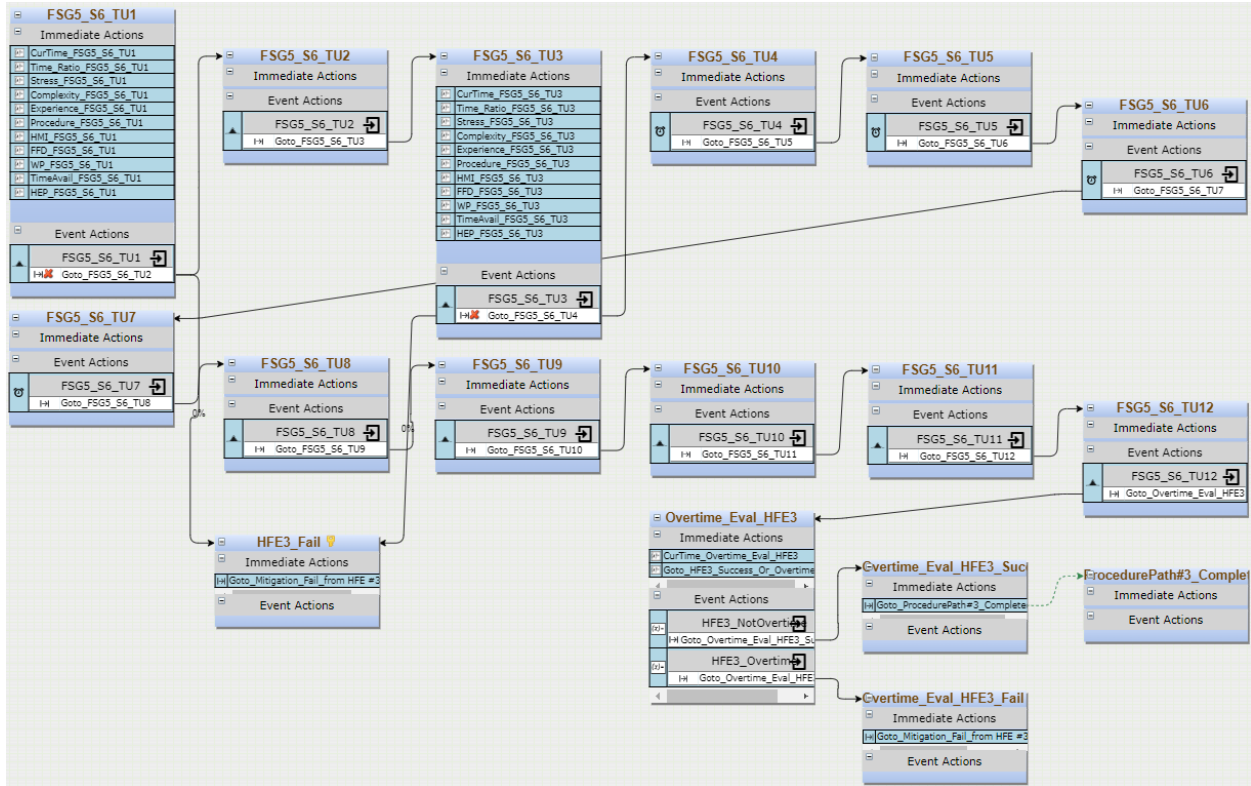 FSG5_S6_TU1
Immediate Actions
CurTime_FSG5_S6_TU1
Time_Ratio_FSG5_S6_TU1
Stress_FSG5_S6_TU1
Complexity_FSG5_S6_TU1
Experience_FSG5_S6_TU1
Procedure_FSG5_S6_TU1
HMI_FSG5_S6_TU1
FFD_FSG5_S6_TU1
WP_FSG5_S6_TU1
TimeAvail_FSG5_S6_TU1
HEP_FSG5_S6_TU1
Event Actions
FSG5_S6_TU1
Goto_FSG5_S6_TU2
FSG5_S6_TU2
Immediate Actions
Event Actions
FSG5_S6_TU2
Goto_FSG5_S6_TU3
FSG5_S6_TU3
Immediate Actions
CurTime_FSG5_S6_TU3
Time_Ratio_FSG5_S6_TU3
Stress_FSG5_S6_TU3
Complexity_FSG5_S6_TU3
Experience_FSG5_S6_TU3
Procedure_FSG5_S6_TU3
HMI_FSG5_S6_TU3
FFD_FSG5_S6_TU3
WP_FSG5_S6_TU3
TimeAvail_FSG5_S6_TU3
HEP_FSG5_S6_TU3
Event Actions
FSG5_S6_TU3
Goto_FSG5_S6_TU4
FSG5_S6_TU4
Immediate Actions
Event Actions
FSG5_S6_TU4
Goto_FSG5_S6_TU5
FSG5_S6_TU5
Immediate Actions
Event Actions
FSG5_S6_TU5
Goto_FSG5_S6_TU6
FSG5_S6_TU6
Immediate Actions
Event Actions
FSG5_S6_TU6
Goto_FSG5_S6_TU7
FSG5_S6_TU7
Immediate Actions
Event Actions
FSG5_S6_TU7
Goto_FSG5_S6_TU8
0%
FSG5_S6_TU8
Immediate Actions
Event Actions
FSG5_S6_TU8
Goto_FSG5_S6_TU9
0%
FSG5_S6_TU9
Immediate Actions
Event Actions
FSG5_S6_TU9
Goto_FSG5_S6_TU10
FSG5_S6_TU10
Immediate Actions
Event Actions
FSG5_S6_TU10
Goto_FSG5_S6_TU11
FSG5_S6_TU11
Immediate Actions
Event Actions
FSG5_S6_TU11
Goto_FSG5_S6_TU12
FSG5_S6_TU12
Immediate Actions
Event Actions
FSG5_S6_TU12
Goto_Overtime_Eval_HFE3
HFE3_Fail
Immediate Actions
Goto_Mitigation_Fail_from HFE #3
Event Actions
Overtime_Eval_HFE3
Immediate Actions
CurTime_Overtime_Eval_HFE3
Goto_HFE3_Success_Or_Overtime
Event Actions
HFE3_NotOvertime
Goto_Overtime_Eval_HFE3_Su
HFE3_Overtime
Goto_Overtime_Eval_HFE
Overtime_Eval_HFE3_Suc
Immediate Actions
Goto_ProcedurePath#3_Complete
Event Actions
ProcedurePath#3_Complet
Immediate Actions
Event Actions
Overtime_Eval_HFE3_Fail
Immediate Actions
Goto_Mitigation_Fail_from HFE #3
Event Actions